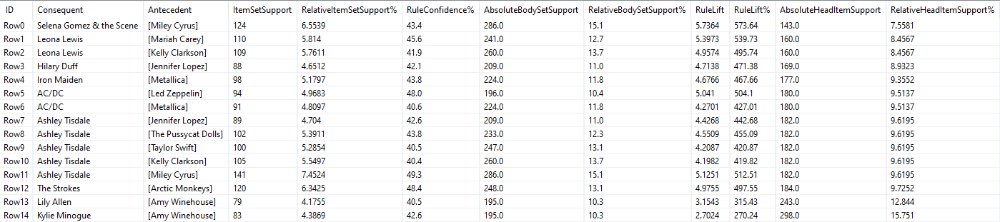 ID Consequent Antecedent ItemSetSupport RelativeItemSetSupport% RuleConfidence% AbsoluteBodySetSupport RelativeBodySetSupport% RuleLift RuleLift% AbsoluteHeadItemSupport RelativeHeadItemSupport%
Row0 Selena Gomez & the Scene [Miley Cyrus] 124 6.5539 43.4 286.0 15.1 5.7364 573.64 143.0 7.5581
Row1 Leona Lewis [Mariah Carey] 110 5.814 45.6 241.0 12.7 5.3973 539.73 160.0 8.4567
Row2 Leona Lewis [Kelly Clarkson] 109 5.7611 41.9 260.0 13.7 4.9574 495.74 160.0 8.4567
Row3 Hilary Duff [Jennifer Lopez] 88 4.6512 42.1 209.0 11.0 4.7138 471.38 169.0 8.9323
Row4 Iron Maiden [Metallica] 98 5.1797 43.8 224.0 11.8 4.6766 467.66 177.0 9.3552
Row5 AC/DC [Led Zeppelin] 94 4.9683 48.0 196.0 10.4 5.041 504.1 180.0 9.5137
Row6 AC/DC [Metallica] 91 4.8097 40.6 224.0 11.8 4.2701 427.01 180.0 9.5137
Row7 Ashley Tisdale [Jennifer Lopez] 89 4.704 42.6 209.0 11.0 4.4268 442.68 182.0 9.6195
Row8 Ashley Tisdale [The Pussycat Dolls] 102 5.3911 43.8 233.0 12.3 4.5509 455.09 182.0 9.6195
Row9 Ashley Tisdale [Taylor Swift] 100 5.2854 40.5 247.0 13.1 4.2087 420.87 182.0 9.6195
Row10 Ashley Tisdale [Kelly Clarkson] 105 5.5497 40.4 260.0 13.7 4.1982 419.82 182.0 9.6195
Row11 Ashley Tisdale [Miley Cyrus] 141 7.4524 49.3 286.0 15.1 5.1251 512.51 182.0 9.6195
Row12 The Strokes [Arctic Monkeys] 120 6.3425 48.4 248.0 13.1 4.9755 497.55 184.0 9.7252
Row13 Lily Allen [Amy Winehouse] 79 4.1755 40.5 195.0 10.3 3.1543 315.43 243.0 12.844
Row14 Kylie Minogue [Amy Winehouse] 83 4.3869 42.6 195.0 10.3 2.7024 270.24 298.0 15.751